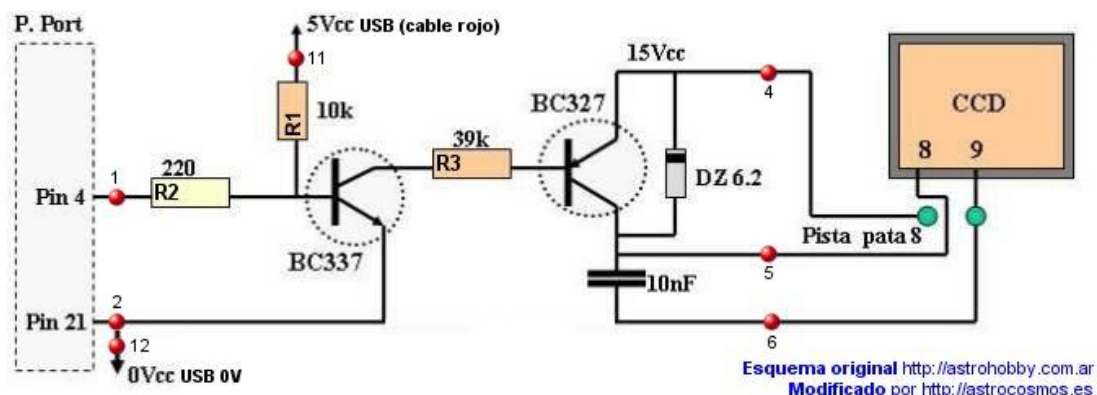 P. Port
5Vcc USB (cable rojo)
11
15Vcc
4
BC327
CCD
R1
10k
39k
8 9
220
R3
1
Pin 4
R2
DZ 6.2
BC337
Pista pata 8
5
10nF
2
Pin 21
6
12
0Vcc USB 0V
Esquema original http://astrohobby.com.ar
Modificado por http://astrocosmos.es